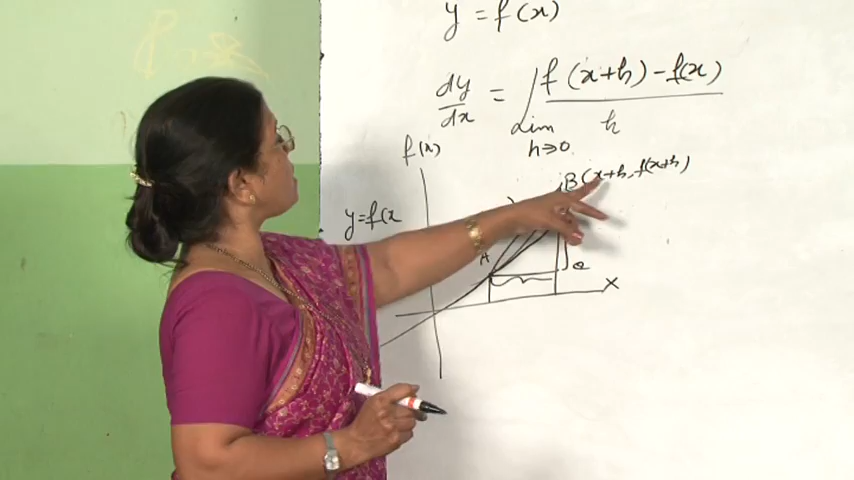 y = f(x)
dy/dx = Lim h→0 f(x+h) - f(x) / h
f(x)
B(x+h, f(x+h)
y=f(x
A
Q
X